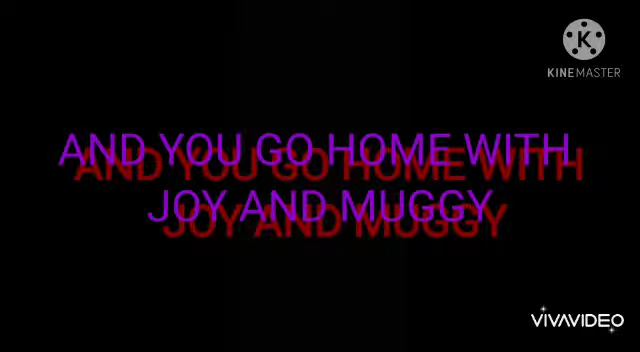 KINEMASTER
AND YOU GO HOME WITH
JOY AND MUGGY
VIVAVIDEO